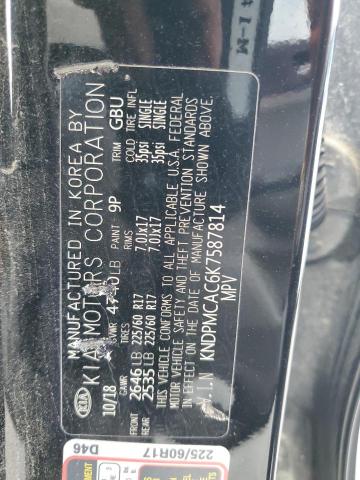 MANUFACTURED IN KOREA BY
KIA KIA MOTORS CORPORATION
10/18 GVWR LB PAINT 9P TRIM GBU
GAWR TIRES RIMS COLD TIRE INFL
FRONT 2646 LB 225/60 R17 7.0Jx17 35psi SINGLE
REAR 2535 LB 225/60 R17 7.0Jx17 35psi SINGLE
THIS VEHICLE CONFORMS TO ALL APPLICABLE U.S.A. FEDERAL
MOTOR VEHICLE SAFETY AND THEFT PREVENTION STANDARDS
IN EFFECT ON THE DATE OF MANUFACTURE SHOWN ABOVE.
V.I.N KNDPMCAC6K7587814
MPV
D46
225/60R17